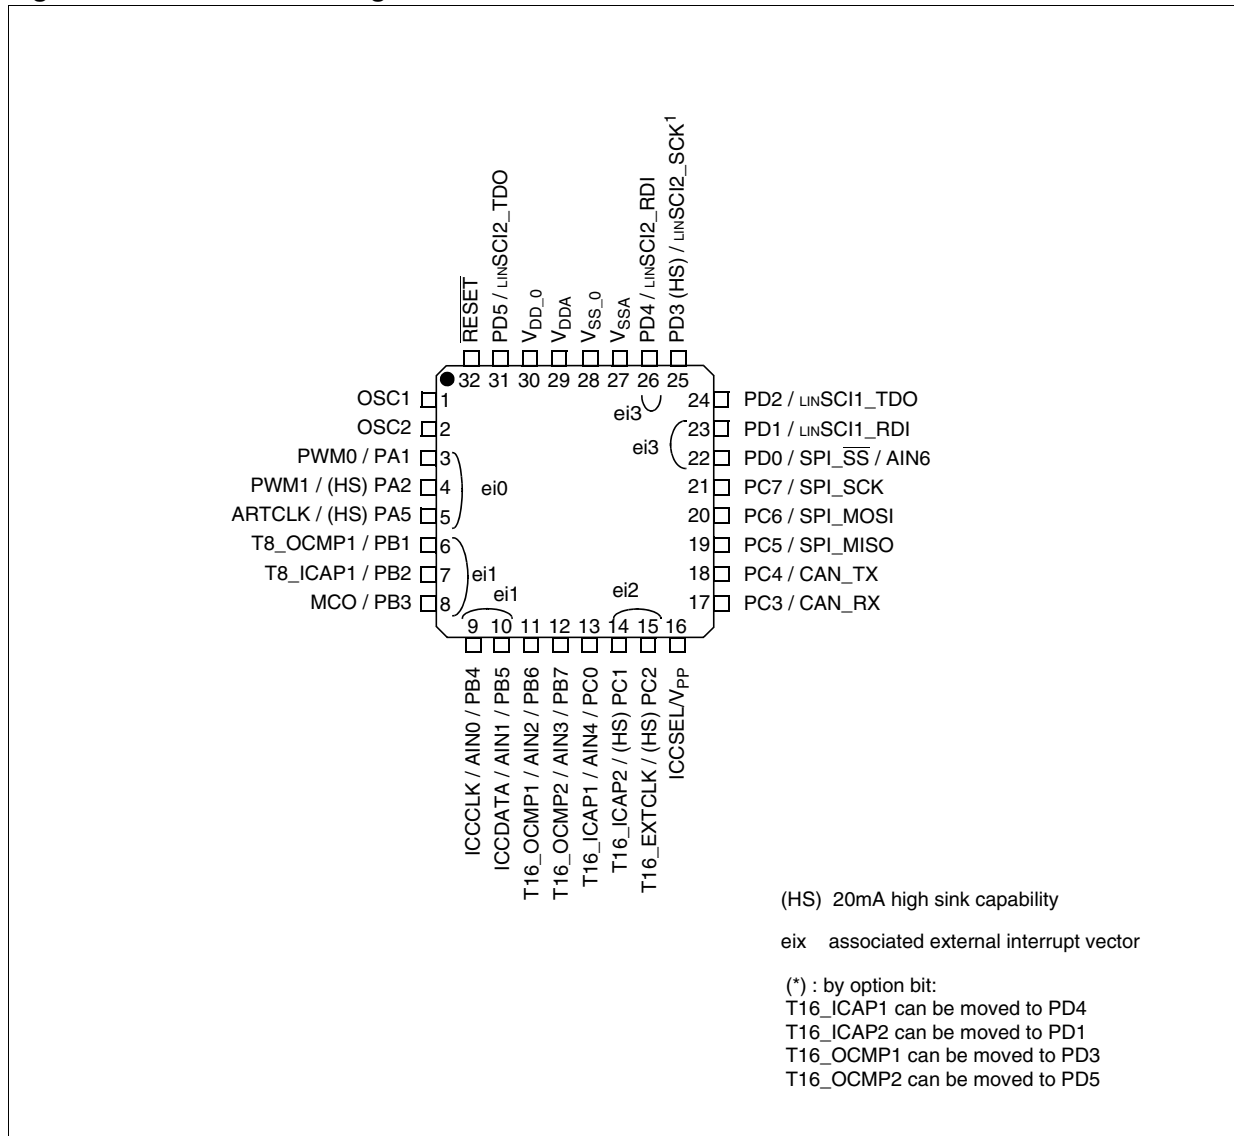 RESET
PD5 / LINSCI2_TDO
VDD_0
VDDA
VSS_0
VSSA
PD4 / LINSCI2_RDI
PD3 (HS) / LINSCI2_SCK1
32 31 30 29 28 27 26 25
ei3
OSC1 1
OSC2 2
PWM0 / PA1 3
PWM1 / (HS) PA2 4
ARTCLK / (HS) PA5 5
ei0
T8_OCMP1 / PB1 6
T8_ICAP1 / PB2 7
MCO / PB3 8
ei1
24 PD2 / LINSCI1_TDO
23 PD1 / LINSCI1_RDI
22 PD0 / SPI_SS / AIN6
ei3
21 PC7 / SPI_SCK
20 PC6 / SPI_MOSI
19 PC5 / SPI_MISO
18 PC4 / CAN_TX
17 PC3 / CAN_RX
ei1
ei2
9 10 11 12 13 14 15 16
ICCCLK / AIN0 / PB4
ICCDATA / AIN1 / PB5
T16_OCMP1 / AIN2 / PB6
T16_OCMP2 / AIN3 / PB7
T16_ICAP1 / AIN4 / PC0
T16_ICAP2 / (HS) PC1
T16_EXTCLK / (HS) PC2
ICCSEL/VPP
(HS) 20mA high sink capability
eix associated external interrupt vector
(*) : by option bit:
T16_ICAP1 can be moved to PD4
T16_ICAP2 can be moved to PD1
T16_OCMP1 can be moved to PD3
T16_OCMP2 can be moved to PD5